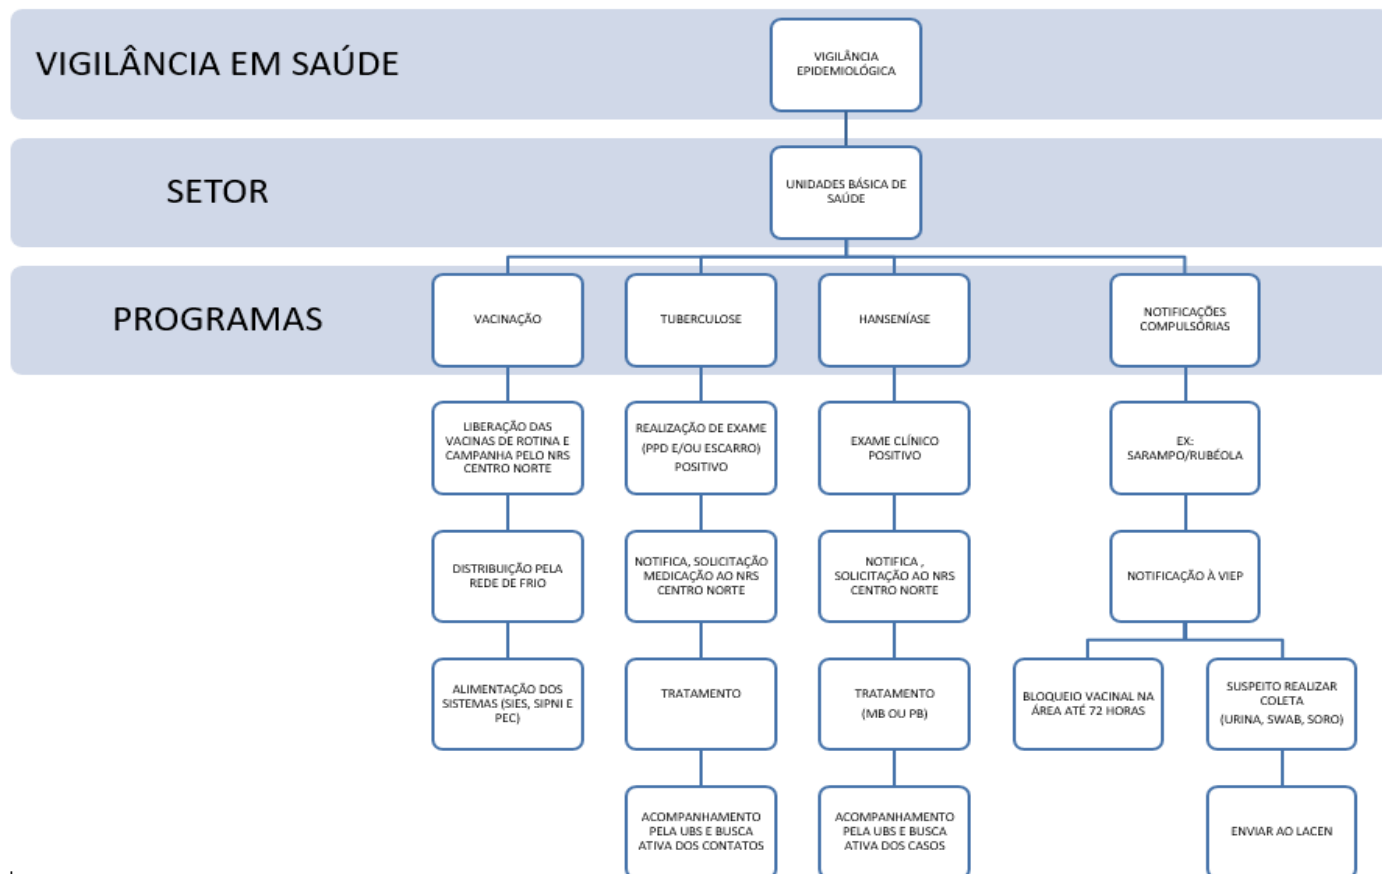 VIGILÂNCIA EM SAÚDE
VIGILÂNCIA
EPIDEMIOLÓGICA
SETOR
UNIDADES BÁSICA DE
SAÚDE
PROGRAMAS
VACINAÇÃO
TUBERCULOSE
HANSENÍASE
NOTIFICAÇÕES
COMPULSÓRIAS
LIBERAÇÃO DAS
VACINAS DE ROTINA E
CAMPANHA PELO NRS
CENTRO NORTE
REALIZAÇÃO DE EXAME
(PPD E/OU ESCARRO)
POSITIVO
EXAME CLÍNICO
POSITIVO
EX:
SARAMPO/RUBÉOLA
DISTRIBUIÇÃO PELA
REDE DE FRIO
NOTIFICA, SOLICITAÇÃO
MEDICAÇÃO AO NRS
CENTRO NORTE
NOTIFICA ,
SOLICITAÇÃO AO NRS
CENTRO NORTE
NOTIFICAÇÃO À VIEP
ALIMENTAÇÃO DOS
SISTEMAS (SIES, SIPNI E
PEC)
TRATAMENTO
TRATAMENTO
(MB OU PB)
BLOQUEIO VACINAL NA
ÁREA ATÉ 72 HORAS
SUSPEITO REALIZAR
COLETA
(URINA, SWAB, SORO)
ACOMPANHAMENTO
PELA UBS E BUSCA
ATIVA DOS CONTATOS
ACOMPANHAMENTO
PELA UBS E BUSCA
ATIVA DOS CASOS
ENVIAR AO LACEN